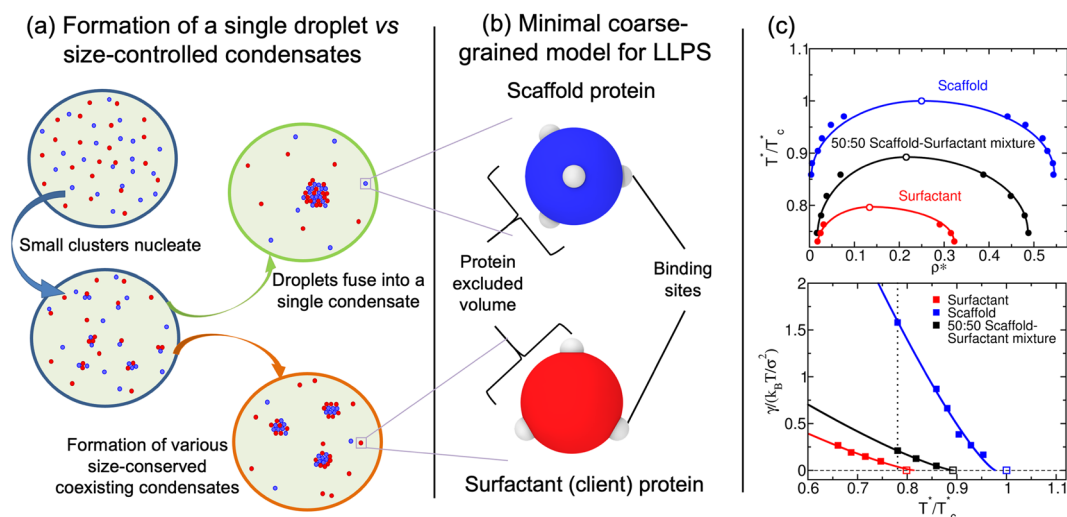 (a) Formation of a single droplet vs
size-controlled condensates
Small clusters nucleate
Droplets fuse into a
single condensate
Formation of various
size-conserved
coexisting condensates
(b) Minimal coarse-
grained model for LLPS
Scaffold protein
Protein
excluded
volume
Binding
sites
Surfactant (client) protein
(c)
1.1
1
0.9
0.8
T*/T*c
Scaffold
50:50 Scaffold-Surfactant mixture
Surfactant
0 0.1 0.2 0.3 0.4 0.5
ρ*
2
1.5
1
0.5
0
γ/(kBT/σ²)
Surfactant
Scaffold
50:50 Scaffold-
Surfactant mixture
0.6 0.7 0.8 0.9 1 1.1
T*/T*c